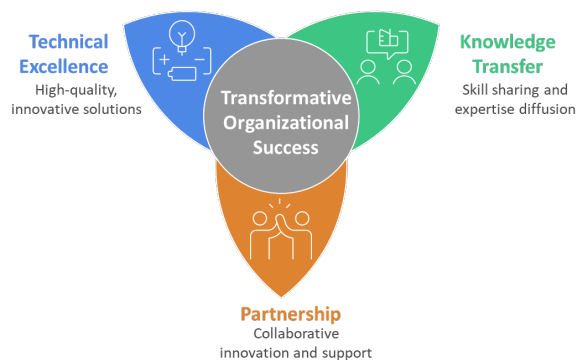 Technical
Excellence
High-quality,
innovative solutions
Transformative
Organizational
Success
Knowledge
Transfer
Skill sharing and
expertise diffusion
Partnership
Collaborative
innovation and support